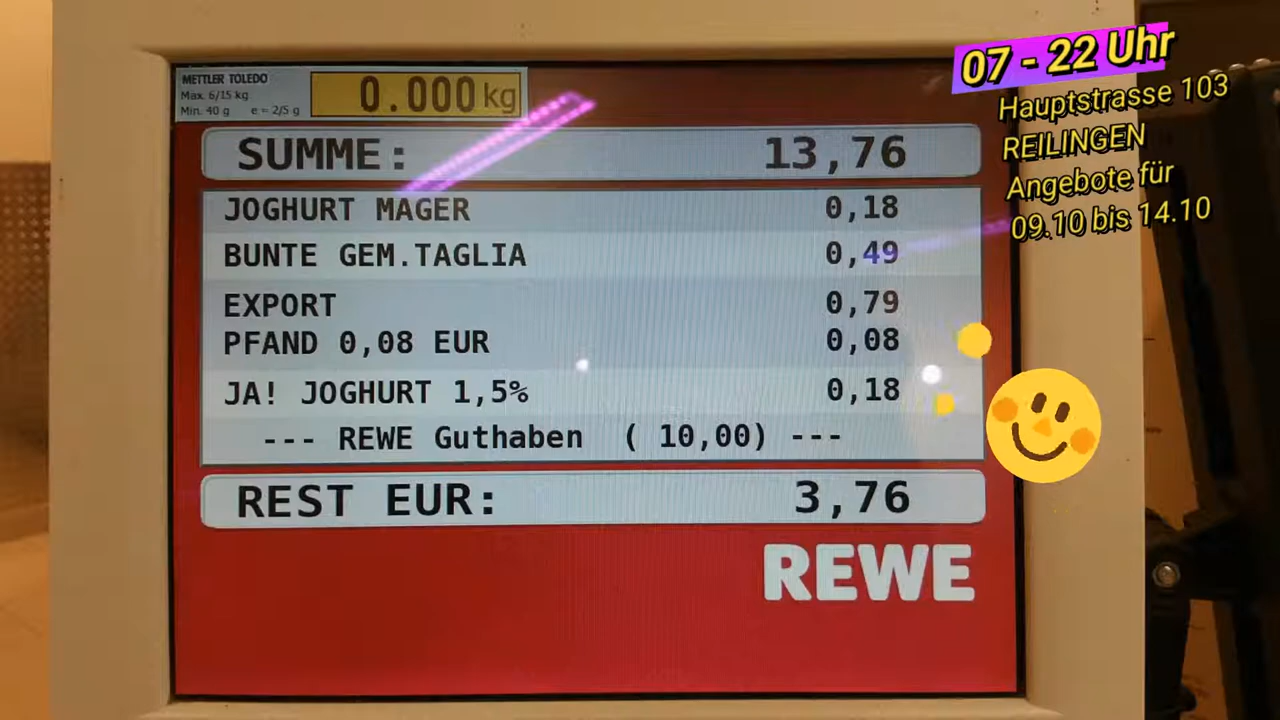 METTLER TOLEDO
Max. 6/15 kg
Min. 40 g e = 2/5 g
0.000 kg
SUMME: 13,76
JOGHURT MAGER 0,18
BUNTE GEM.TAGLIA 0,49
EXPORT 0,79
PFAND 0,08 EUR 0,08
JA! JOGHURT 1,5% 0,18
--- REWE Guthaben ( 10,00) ---
REST EUR: 3,76
REWE
07 - 22 Uhr
Hauptstrasse 103
REILINGEN
Angebote für
09.10 bis 14.10